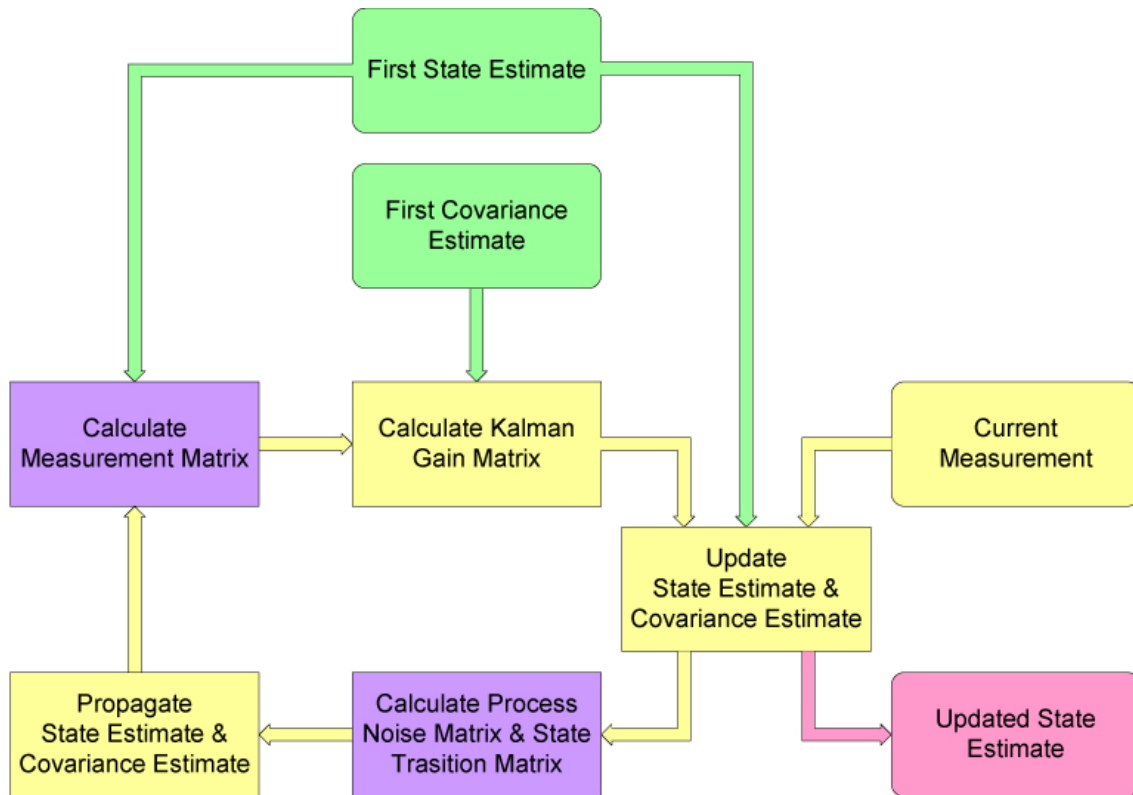 First State Estimate
First Covariance
Estimate
Calculate
Measurement Matrix
Calculate Kalman
Gain Matrix
Current
Measurement
Update
State Estimate &
Covariance Estimate
Propagate
State Estimate &
Covariance Estimate
Calculate Process
Noise Matrix & State
Trasition Matrix
Updated State
Estimate